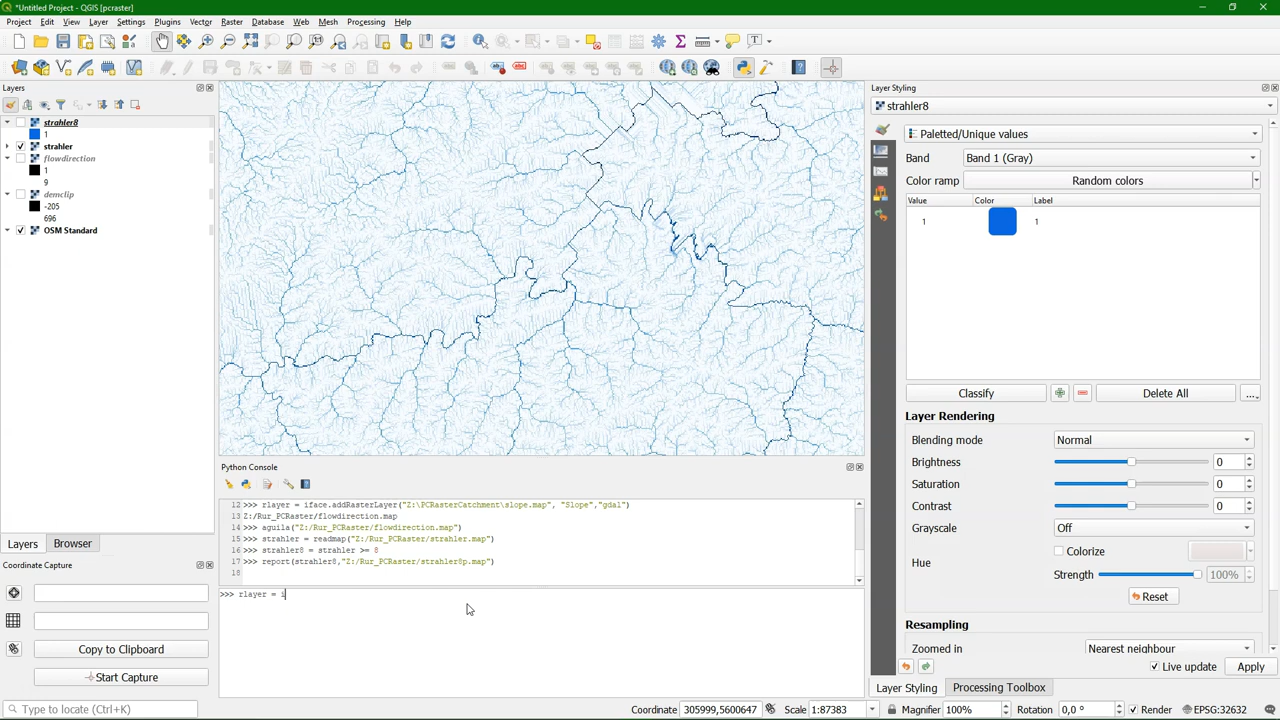 *Untitled Project - QGIS [pcraster]
Project Edit View Layer Settings Plugins Vector Raster Database Web Mesh Processing Help
Layers
strahler8
1
strahler
flowdirection
1
9
demclip
-205
696
OSM Standard
Layers Browser
Coordinate Capture
Copy to Clipboard
Start Capture
Python Console
12 >>> rlayer = iface.addRasterLayer("Z:\PCRasterCatchment\slope.map", "Slope","gdal")
13 Z:/Rur_PCRaster/flowdirection.map
14 >>> aguila("Z:/Rur_PCRaster/flowdirection.map")
15 >>> strahler = readmap("Z:/Rur_PCRaster/strahler.map")
16 >>> strahler8 = strahler >= 8
17 >>> report(strahler8,"Z:/Rur_PCRaster/strahler8p.map")
18
>>> rlayer = i
Layer Styling
strahler8
Paletted/Unique values
Band Band 1 (Gray)
Color ramp Random colors
Value Color Label
1 1
Classify Delete All ...
Layer Rendering
Blending mode Normal
Brightness 0
Saturation 0
Contrast 0
Grayscale Off
Hue Colorize
Strength 100%
Reset
Resampling
Zoomed in Nearest neighbour
Live update Apply
Layer Styling Processing Toolbox
Type to locate (Ctrl+K) Coordinate 305999,5600647 Scale 1:87383 Magnifier 100% Rotation 0,0 ° Render EPSG:32632